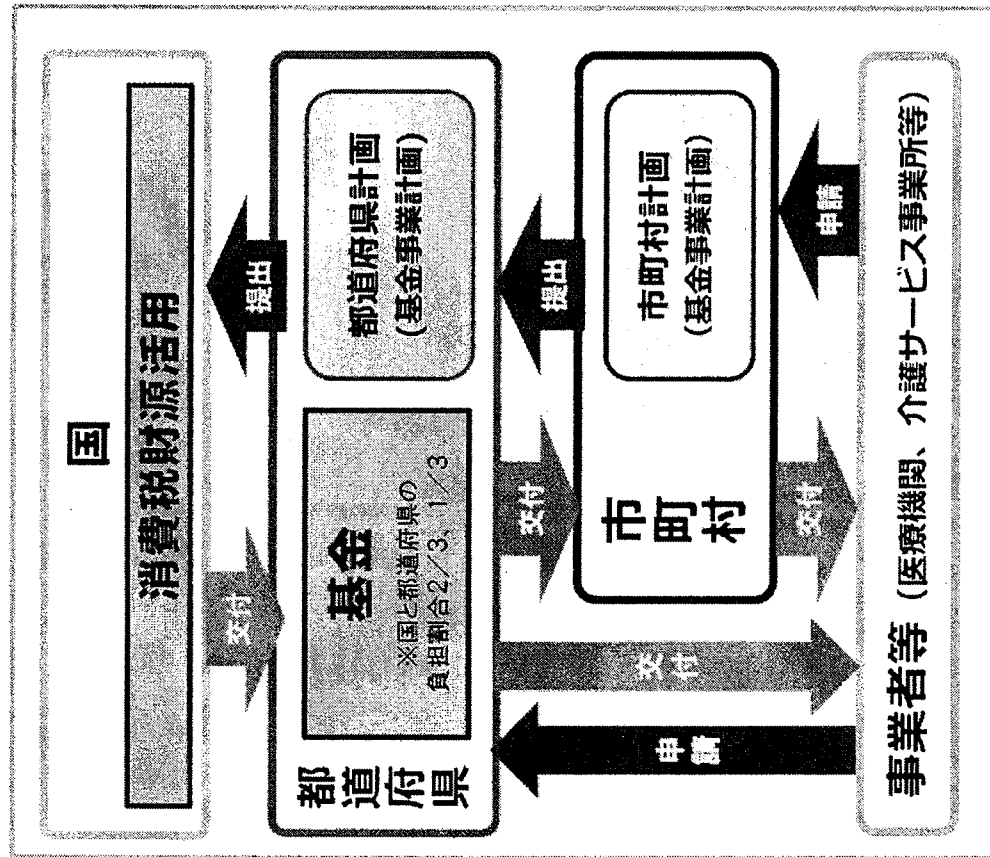 国
消費税財源活用
交付
提出
都道府県
基金
※国と都道府県の
負担割合2/3、1/3
都道府県計画
(基金事業計画)
申請
交付
交付
提出
市町村
市町村計画
(基金事業計画)
交付
申請
事業者等(医療機関、介護サービス事業所等)